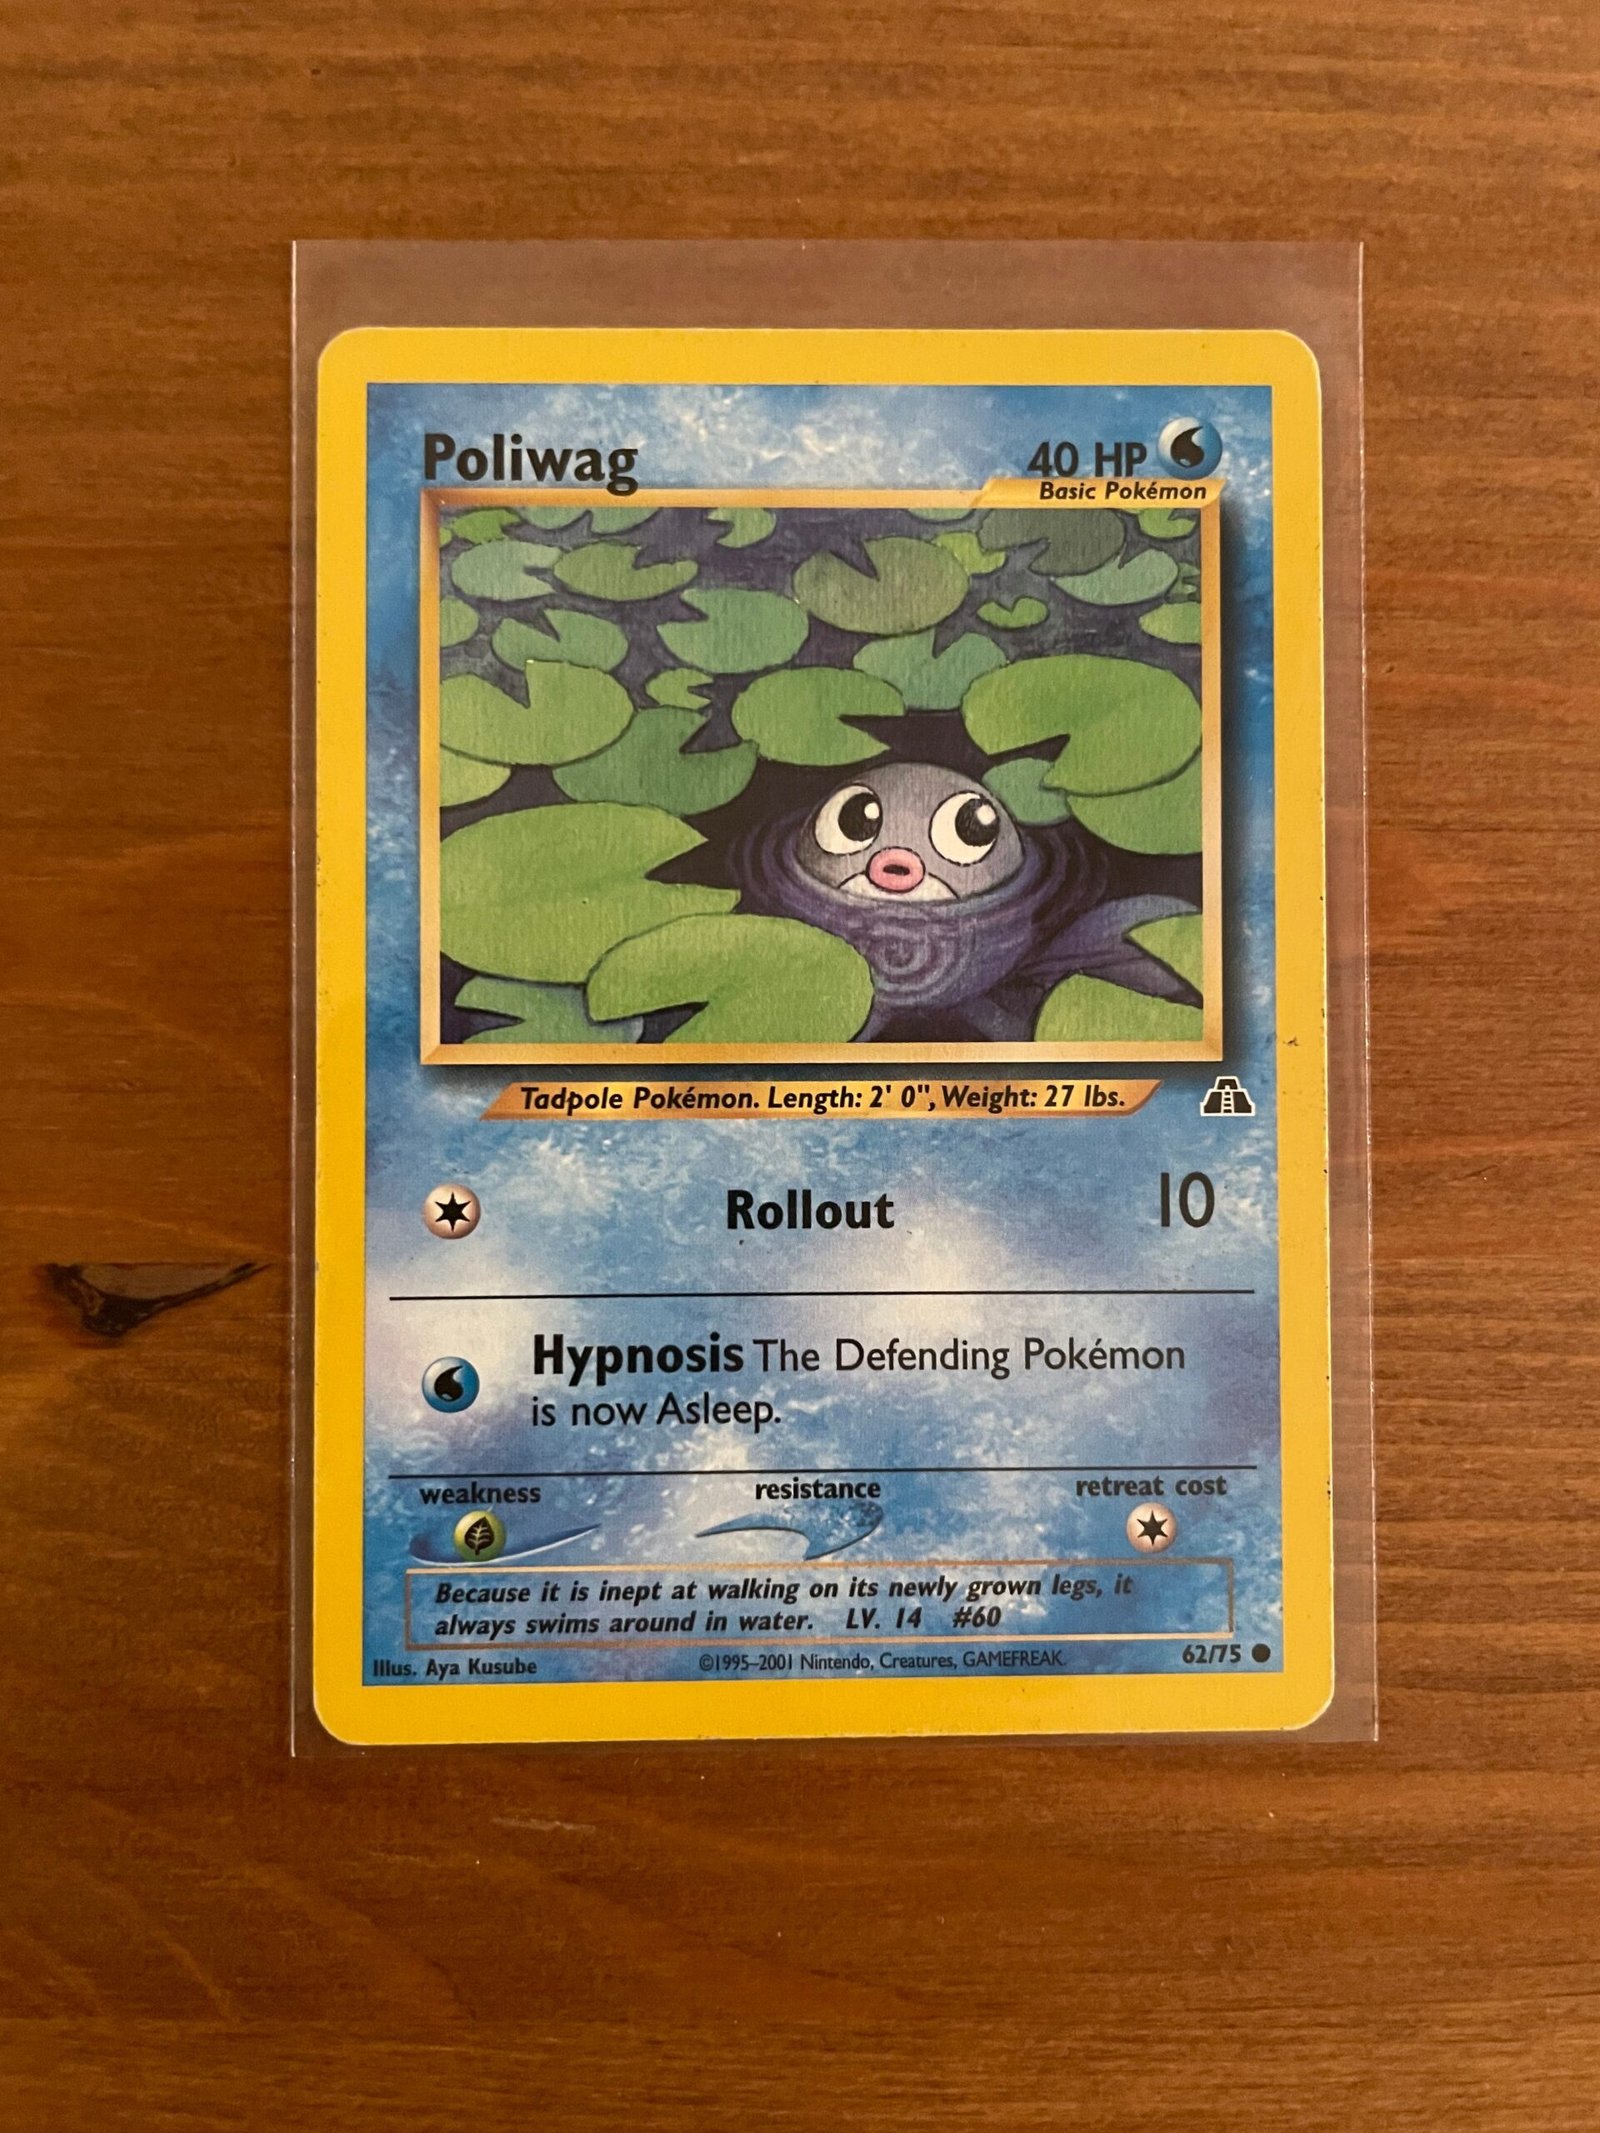 Poliwag
40 HP
Basic Pokémon
Tadpole Pokémon. Length: 2' 0", Weight: 27 lbs.
Rollout 10
Hypnosis The Defending Pokémon
is now Asleep.
weakness resistance retreat cost
Because it is inept at walking on its newly grown legs, it
always swims around in water. LV. 14 #60
Illus. Aya Kusube ©1995–2001 Nintendo, Creatures, GAMEFREAK. 62/75